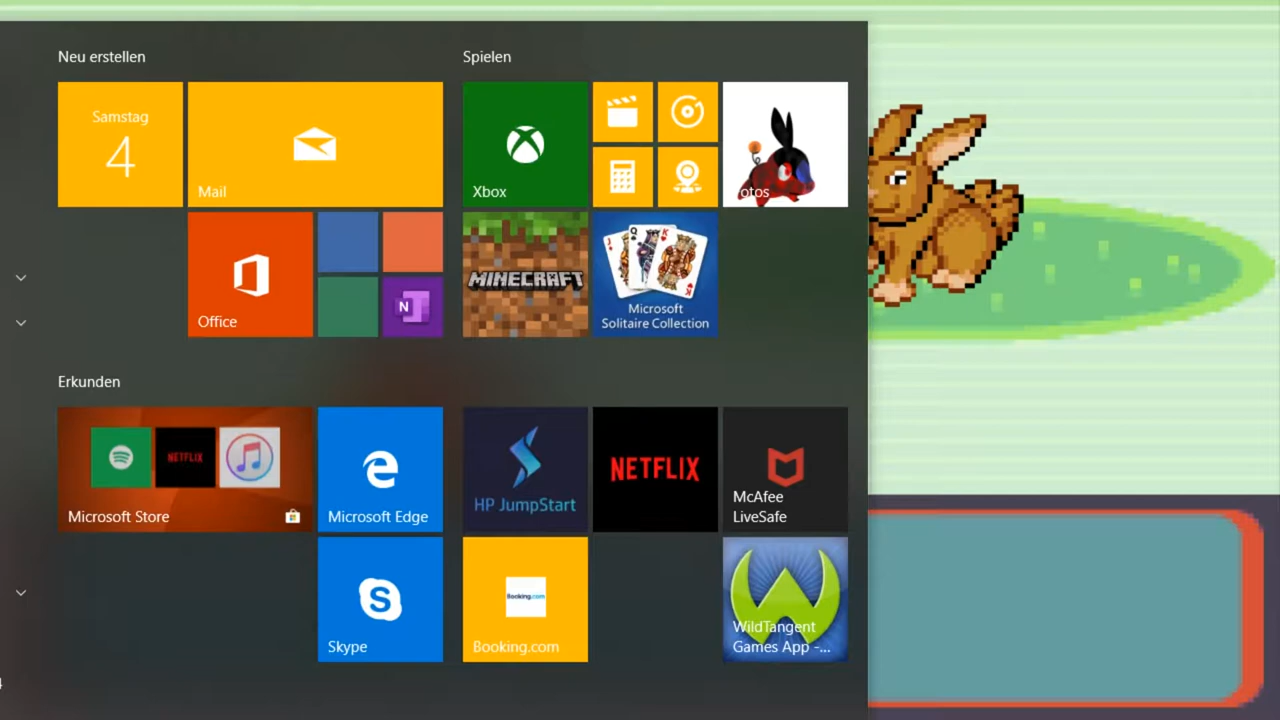 Neu erstellen
Spielen
Samstag
4
Mail
Xbox
otos
Office
N
MINECRAFT
J
Q
K
K
Microsoft
Solitaire Collection
Erkunden
NETFLIX
Microsoft Store
Microsoft Edge
HP JumpStart
NETFLIX
McAfee
LiveSafe
S
Skype
Booking.com
Booking.com
WildTangent
Games App -...